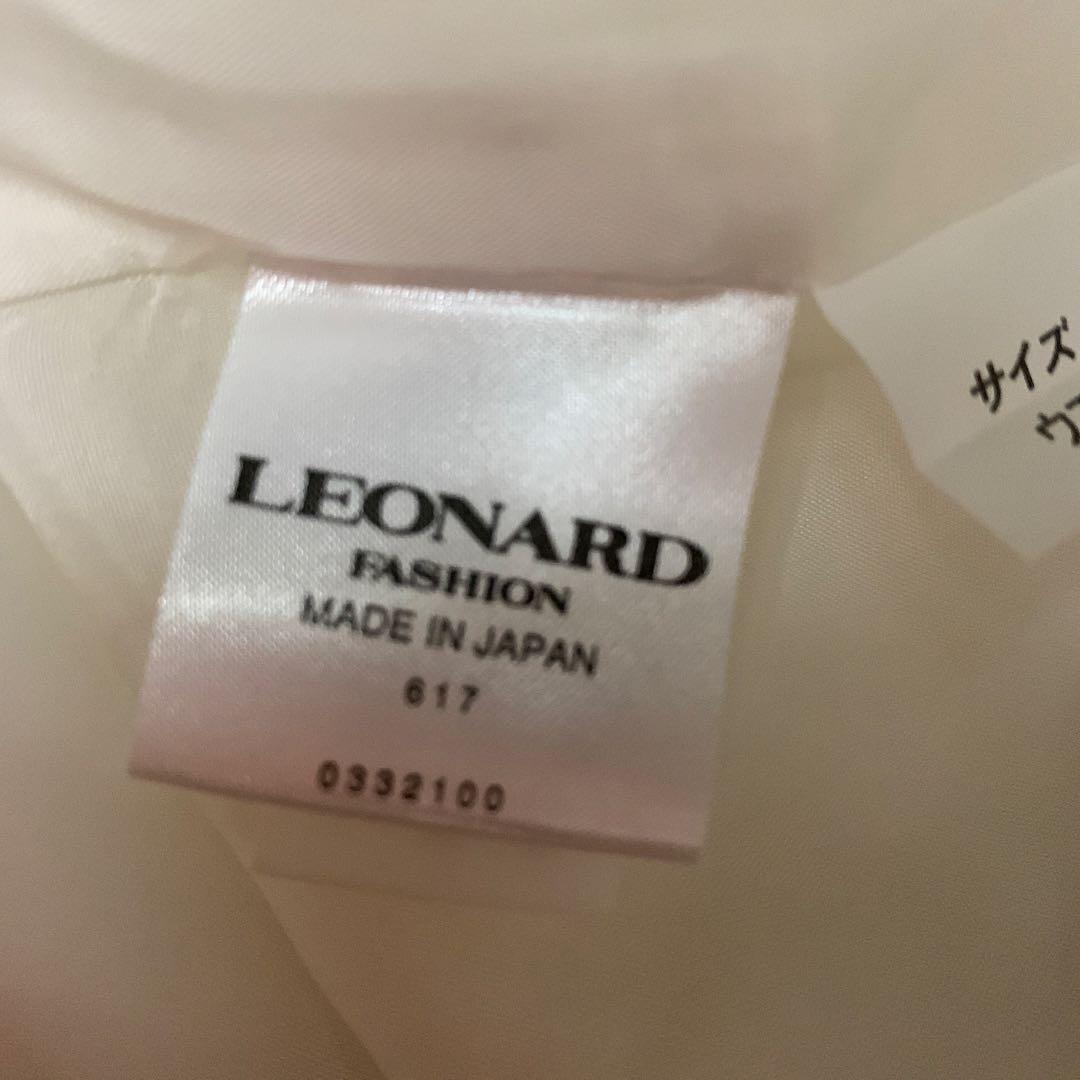 LEONARD
FASHION
MADE IN JAPAN
617
0332100
サイズ